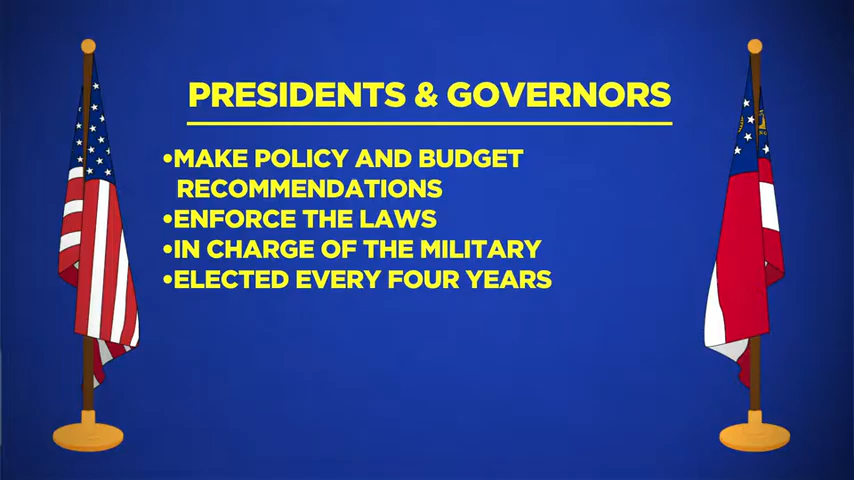 PRESIDENTS & GOVERNORS
•MAKE POLICY AND BUDGET
RECOMMENDATIONS
•ENFORCE THE LAWS
•IN CHARGE OF THE MILITARY
•ELECTED EVERY FOUR YEARS